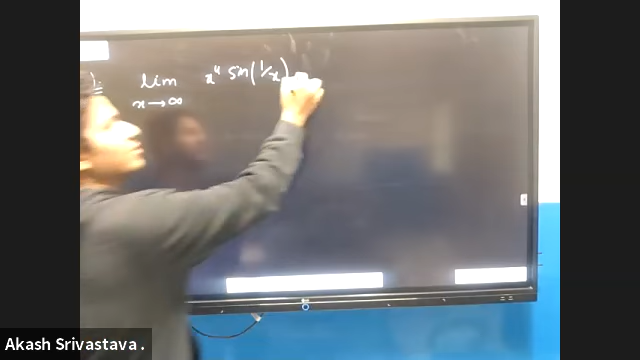 lim x⁴ sin(1/x)
x→∞
Akash Srivastava .